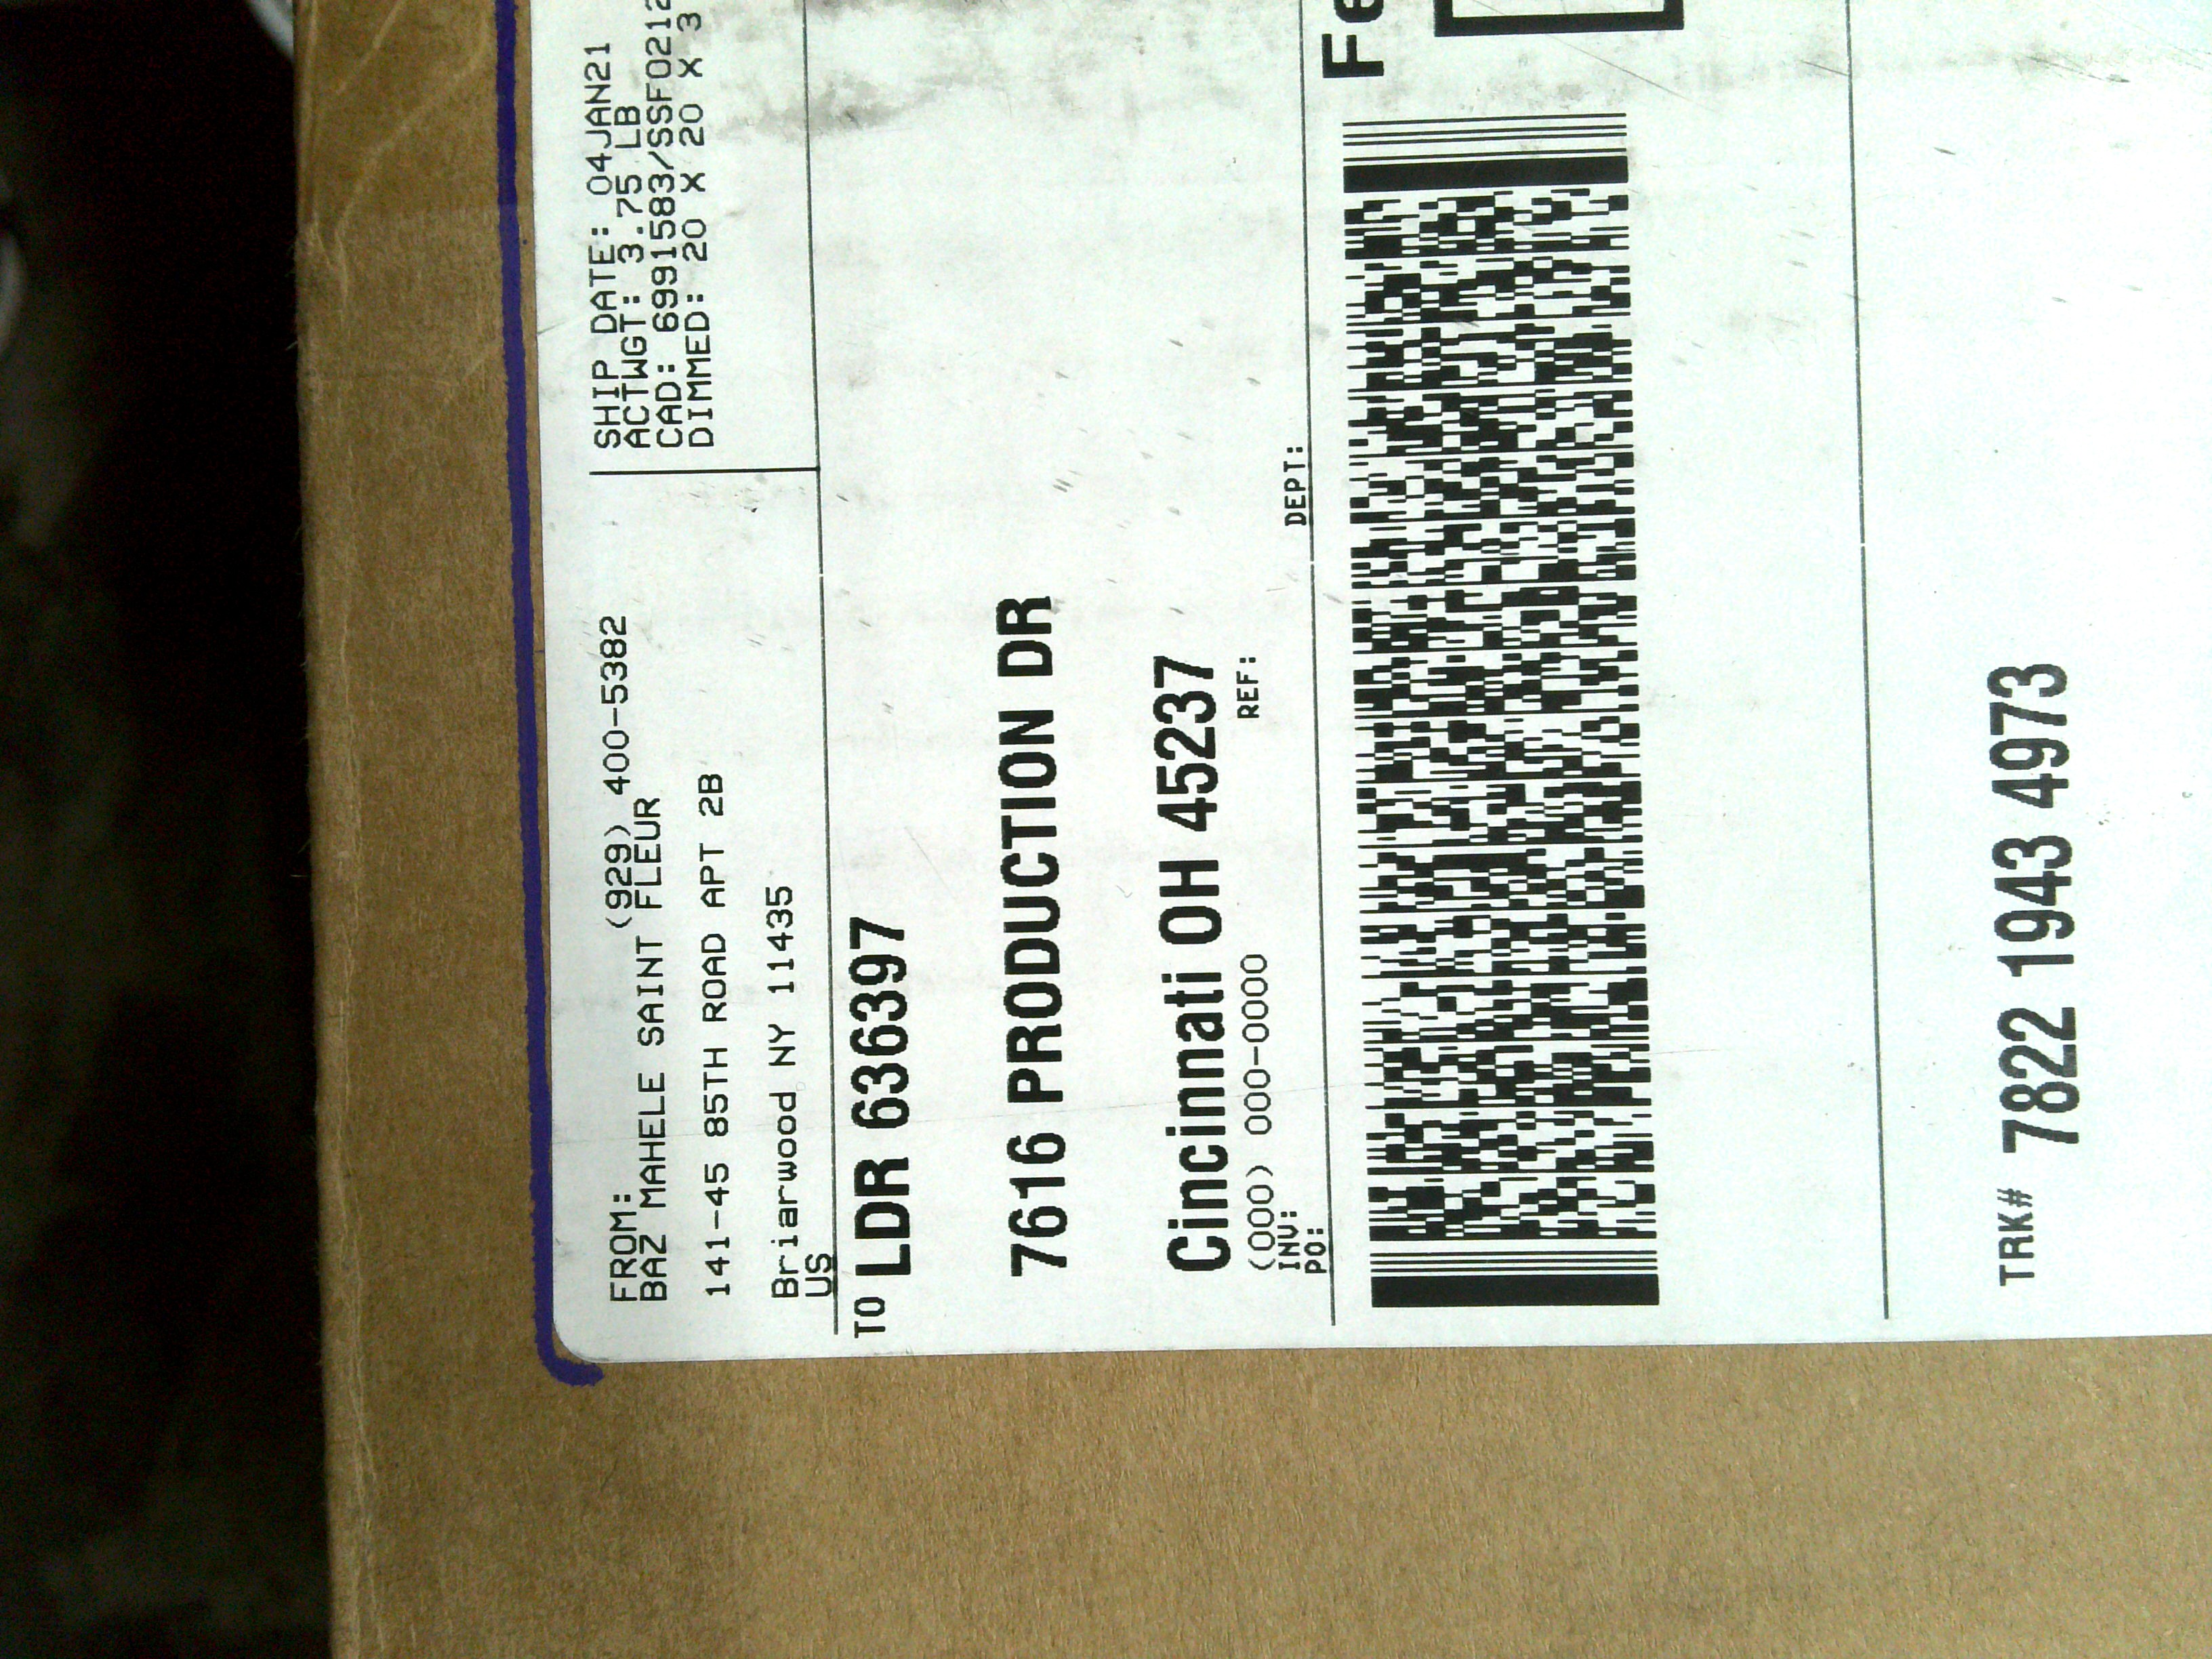 FROM:
(929) 400-5382
BAZ MAHELE SAINT FLEUR
141-45 85TH ROAD APT 2B
Briarwood NY 11435
US
SHIP DATE: 04JAN21
ACTWGT: 3.75 LB
CAD: 6991583/SSFO212
DIMMED: 20 X 20 X 3
TO LDR 636397
7616 PRODUCTION DR
Cincinnati OH 45237
(000) 000-0000
REF:
INV:
PO:
DEPT:
Fe
TRK# 7822 1943 4973